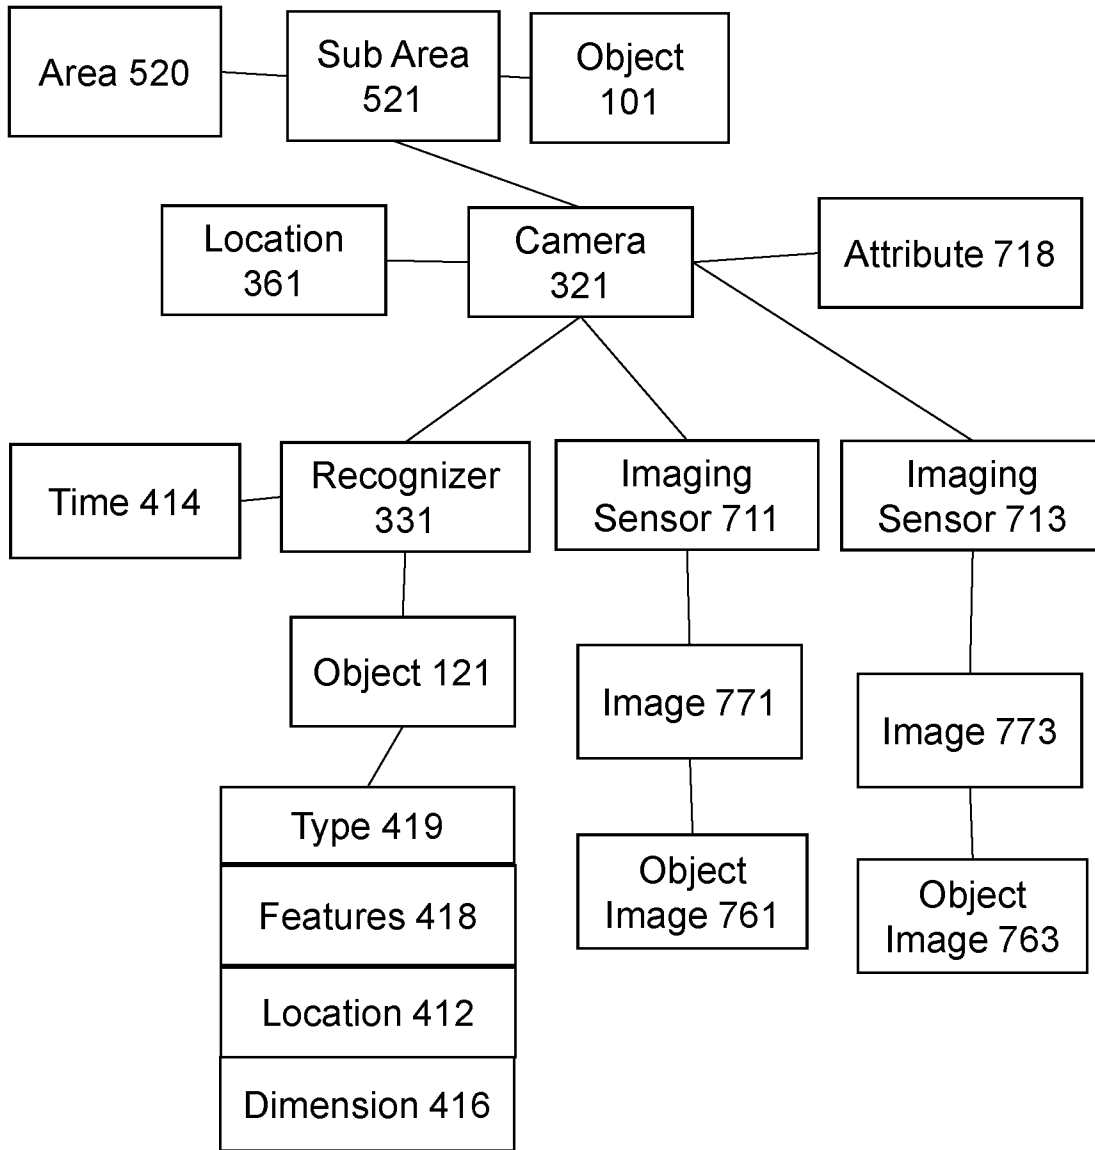 Area 520
Sub Area
521
Object
101
Location
361
Camera
321
Attribute 718
Time 414
Recognizer
331
Imaging
Sensor 711
Imaging
Sensor 713
Object 121
Image 771
Image 773
Type 419
Features 418
Location 412
Dimension 416
Object
Image 761
Object
Image 763